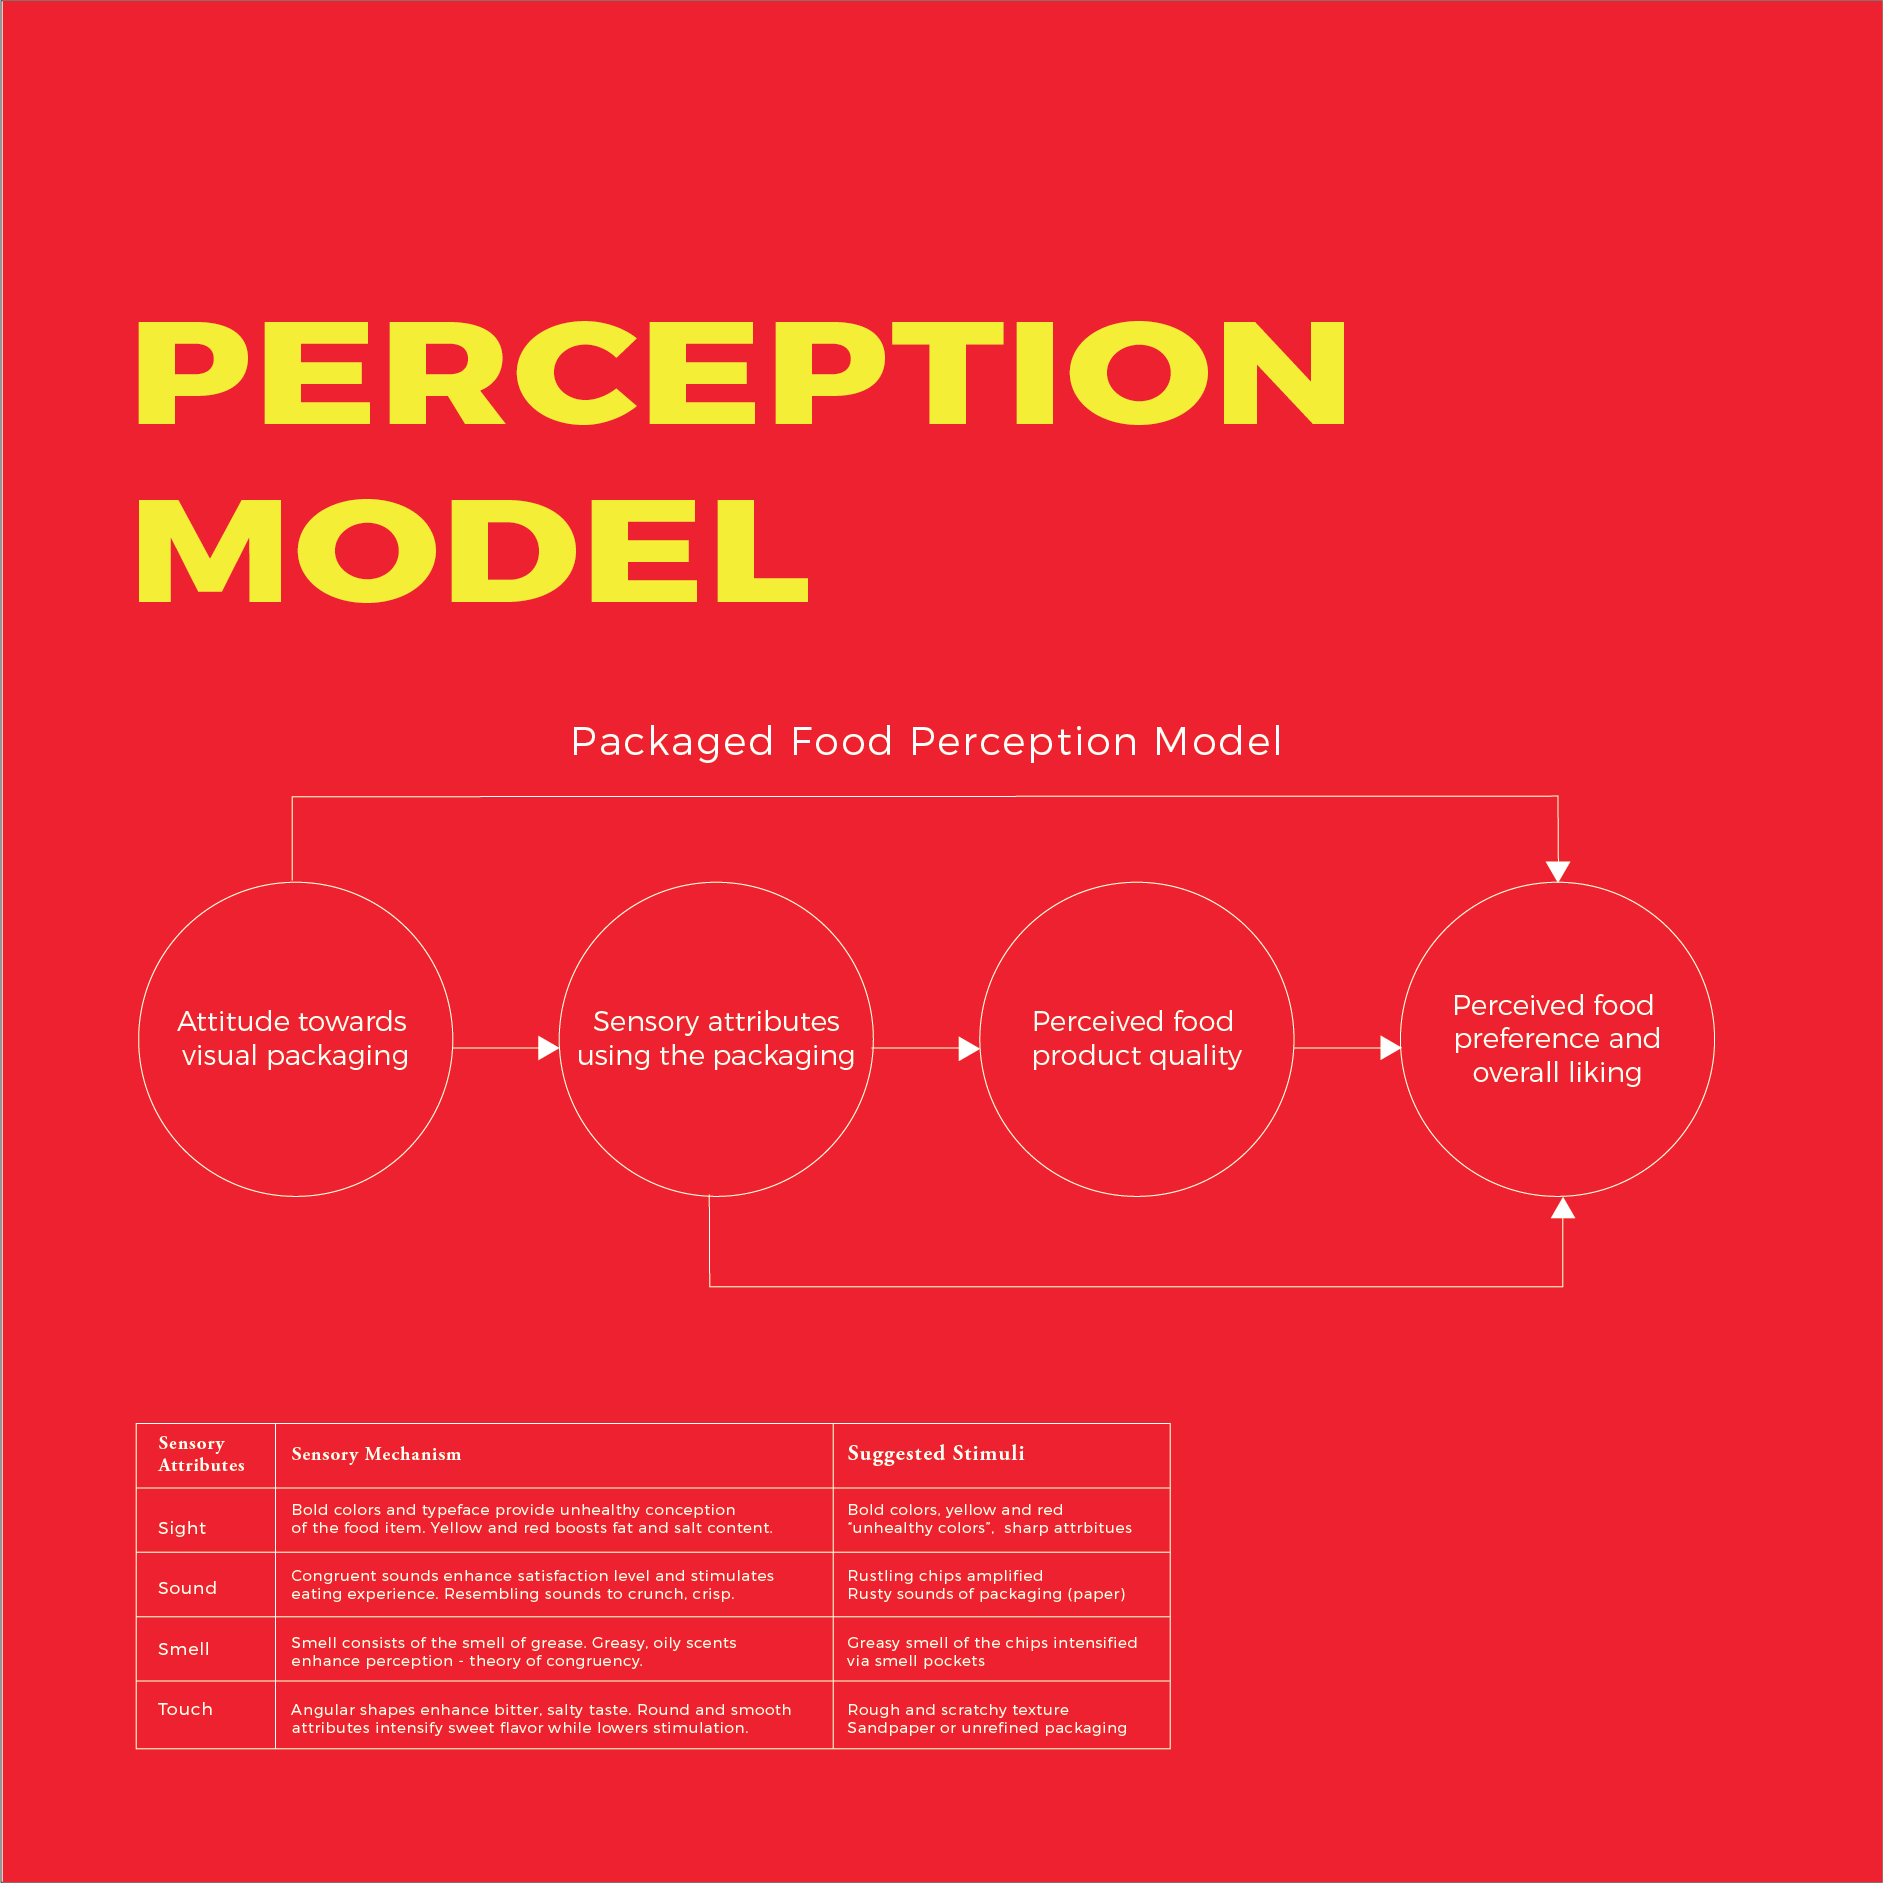 PERCEPTION
MODEL
Packaged Food Perception Model
Attitude towards
visual packaging
Sensory attributes
using the packaging
Perceived food
product quality
Perceived food
preference and
overall liking
Sensory
Attributes
Sensory Mechanism
Suggested Stimuli
Sight
Bold colors and typeface provide unhealthy conception
of the food item. Yellow and red boosts fat and salt content.
Bold colors, yellow and red
“unhealthy colors”, sharp attrbitues
Sound
Congruent sounds enhance satisfaction level and stimulates
eating experience. Resembling sounds to crunch, crisp.
Rustling chips amplified
Rusty sounds of packaging (paper)
Smell
Smell consists of the smell of grease. Greasy, oily scents
enhance perception - theory of congruency.
Greasy smell of the chips intensified
via smell pockets
Touch
Angular shapes enhance bitter, salty taste. Round and smooth
attributes intensify sweet flavor while lowers stimulation.
Rough and scratchy texture
Sandpaper or unrefined packaging